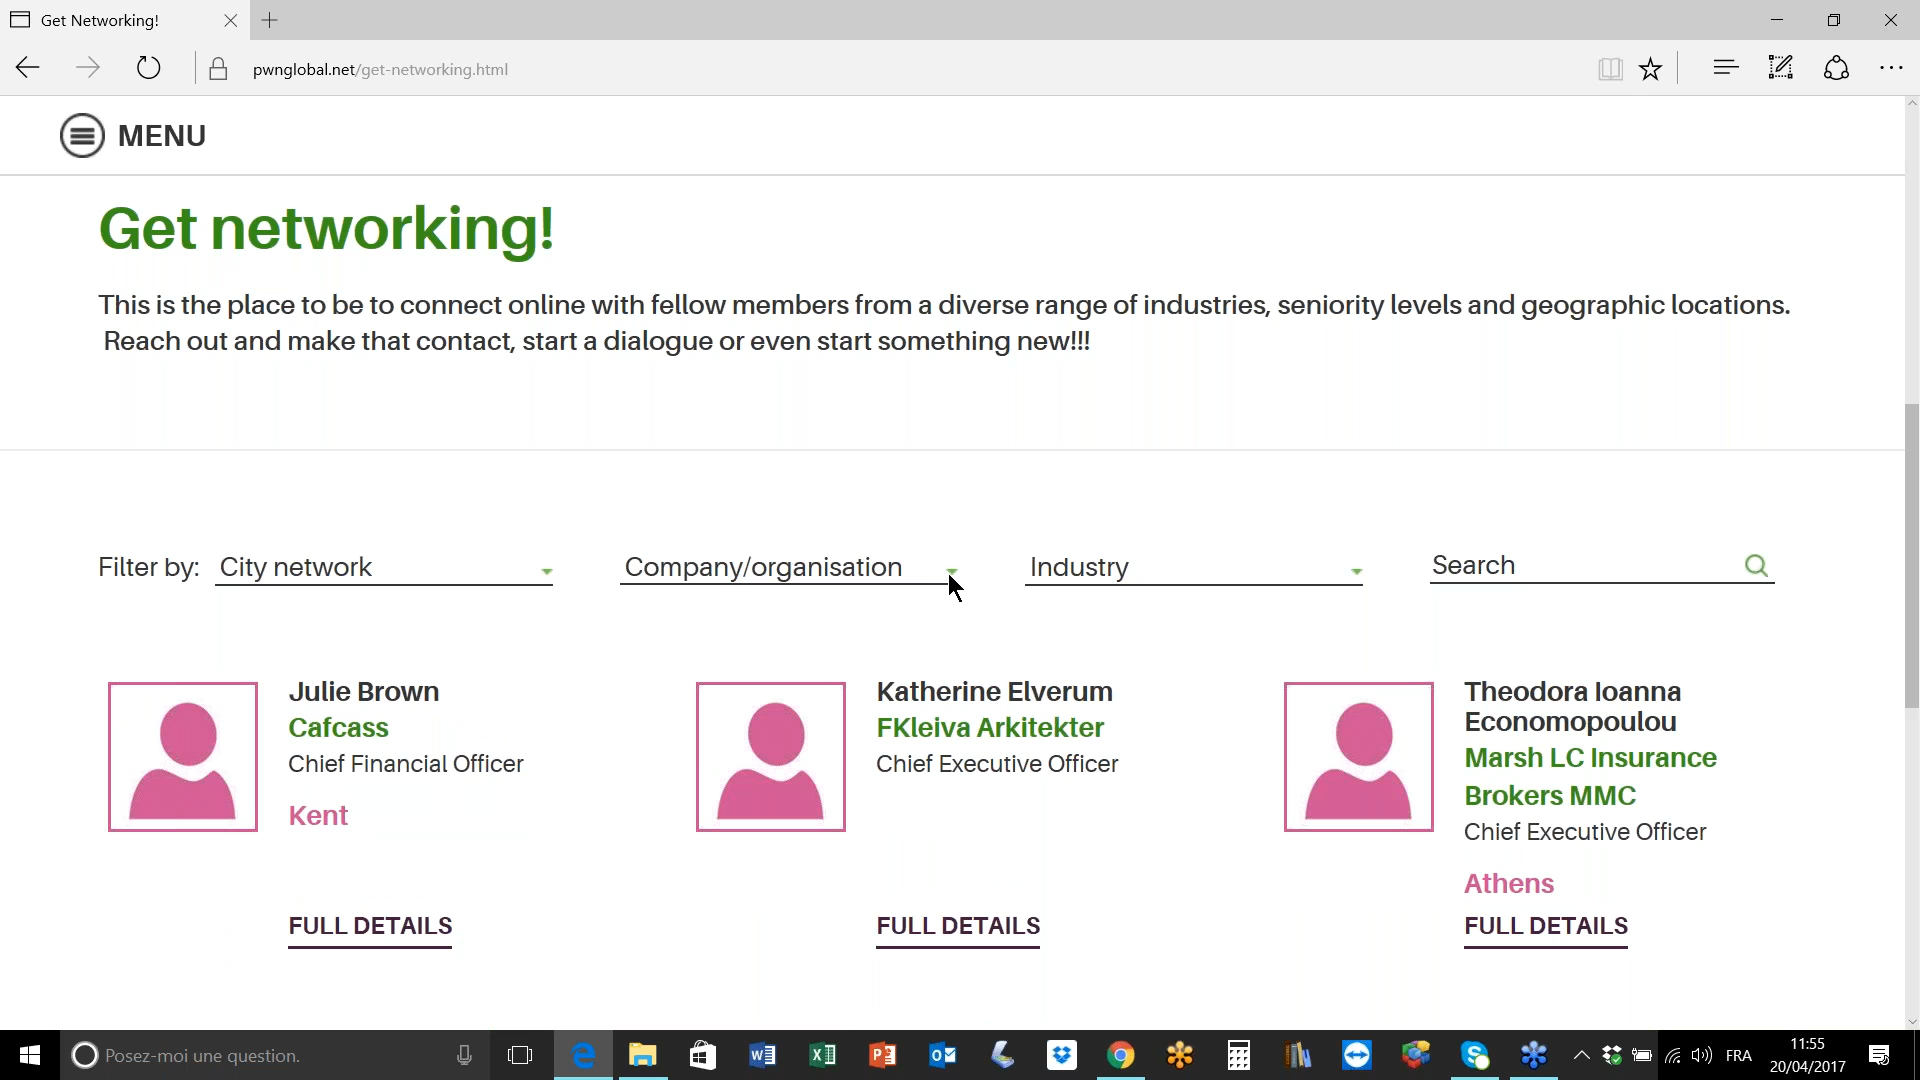 Get Networking!
pwnglobal.net/get-networking.html
MENU
Get networking!
This is the place to be to connect online with fellow members from a diverse range of industries, seniority levels and geographic locations.
Reach out and make that contact, start a dialogue or even start something new!!!
Filter by: City network Company/organisation Industry Search
Julie Brown
Cafcass
Chief Financial Officer
Kent
FULL DETAILS
Katherine Elverum
FKleiva Arkitekter
Chief Executive Officer
FULL DETAILS
Theodora Ioanna
Economopoulou
Marsh LC Insurance
Brokers MMC
Chief Executive Officer
Athens
FULL DETAILS
Posez-moi une question.
FRA
11:55
20/04/2017